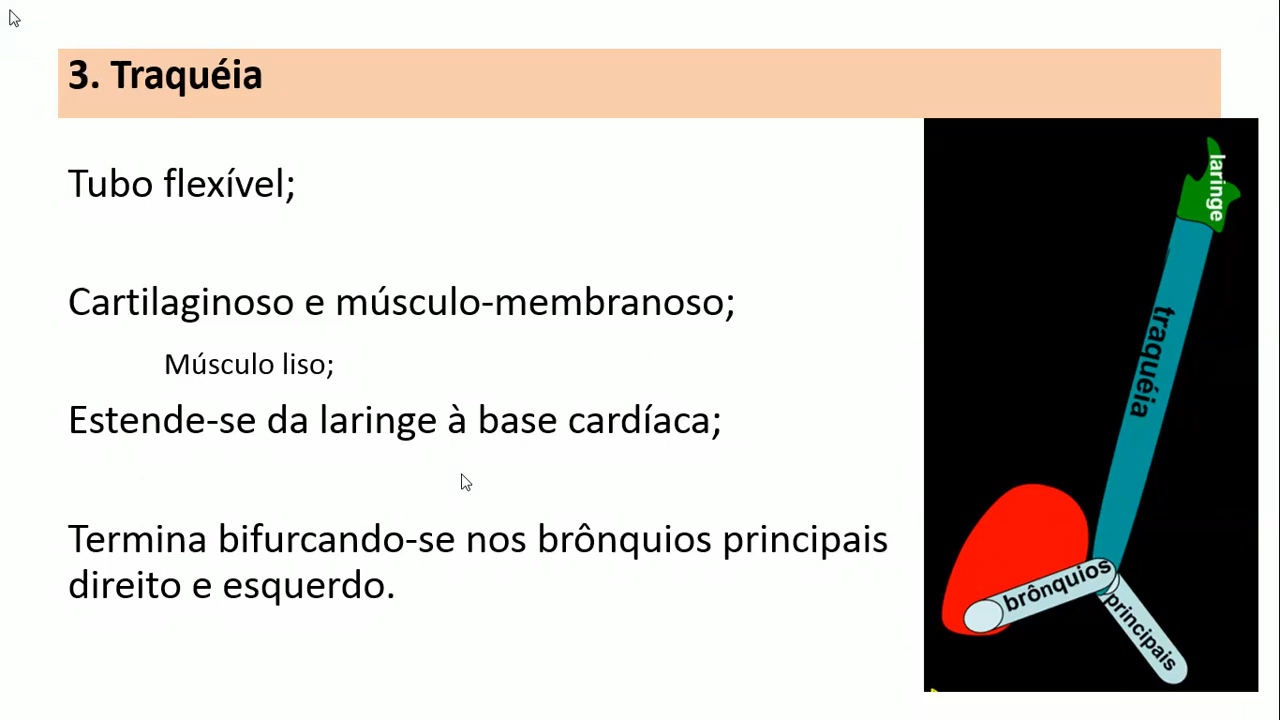 3. Traquéia
Tubo flexível;
Cartilaginoso e músculo-membranoso;
Músculo liso;
Estende-se da laringe à base cardíaca;
Termina bifurcando-se nos brônquios principais
direito e esquerdo.
laringe
traquéia
brônquios
principais